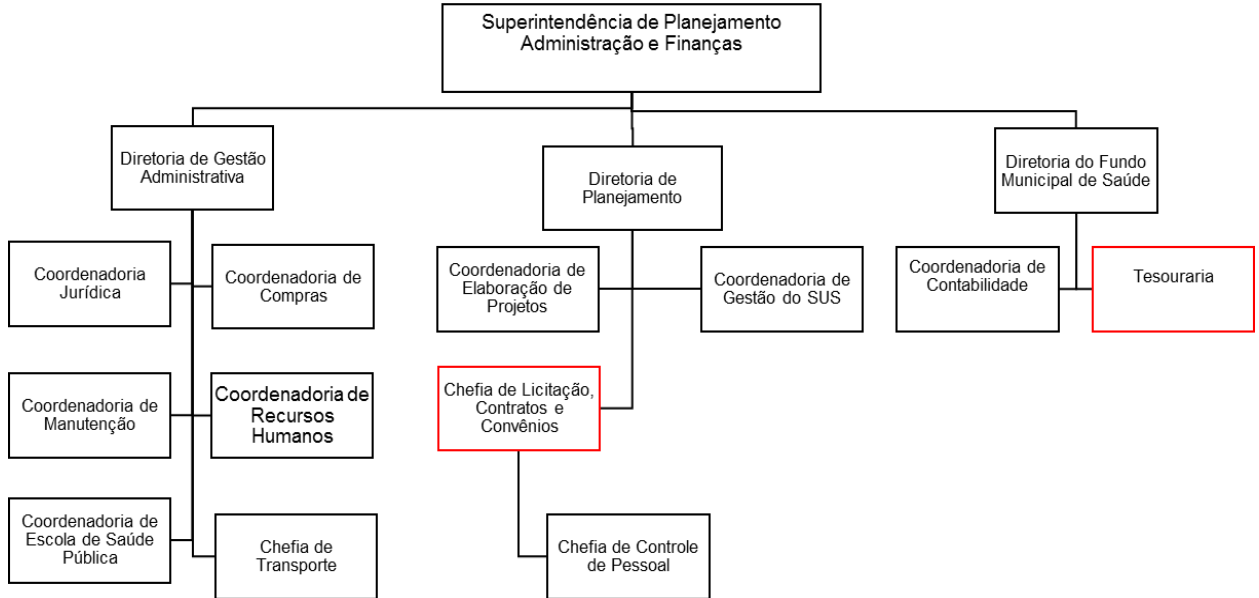 Superintendência de Planejamento
Administração e Finanças
Diretoria de Gestão
Administrativa
Diretoria de
Planejamento
Diretoria do Fundo
Municipal de Saúde
Coordenadoria
Jurídica
Coordenadoria de
Compras
Coordenadoria de
Elaboração de
Projetos
Coordenadoria de
Gestão do SUS
Coordenadoria de
Contabilidade
Tesouraria
Coordenadoria de
Manutenção
Coordenadoria de
Recursos
Humanos
Chefia de Licitação,
Contratos e
Convênios
Coordenadoria de
Escola de Saúde
Pública
Chefia de
Transporte
Chefia de Controle
de Pessoal